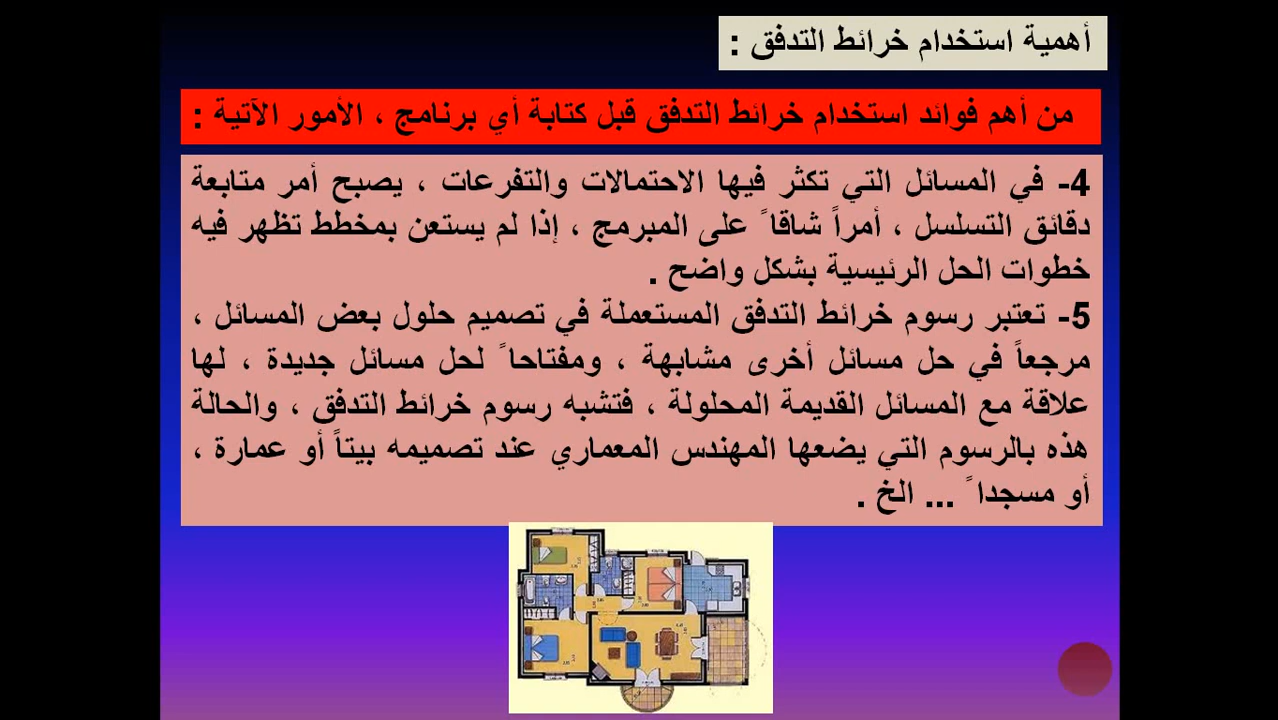 أهمية استخدام خرائط التدفق :
من أهم فوائد استخدام خرائط التدفق قبل كتابة أي برنامج ، الأمور الآتية :
4- في المسائل التي تكثر فيها الاحتمالات والتفرعات ، يصبح أمر متابعة
دقائق التسلسل ، أمراً شاقا ً على المبرمج ، إذا لم يستعن بمخطط تظهر فيه
خطوات الحل الرئيسية بشكل واضح .
5- تعتبر رسوم خرائط التدفق المستعملة في تصميم حلول بعض المسائل ،
مرجعاً في حل مسائل أخرى مشابهة ، ومفتاحا ً لحل مسائل جديدة ، لها
علاقة مع المسائل القديمة المحلولة ، فتشبه رسوم خرائط التدفق ، والحالة
هذه بالرسوم التي يضعها المهندس المعماري عند تصميمه بيتاً أو عمارة ،
أو مسجدا ً ... الخ .